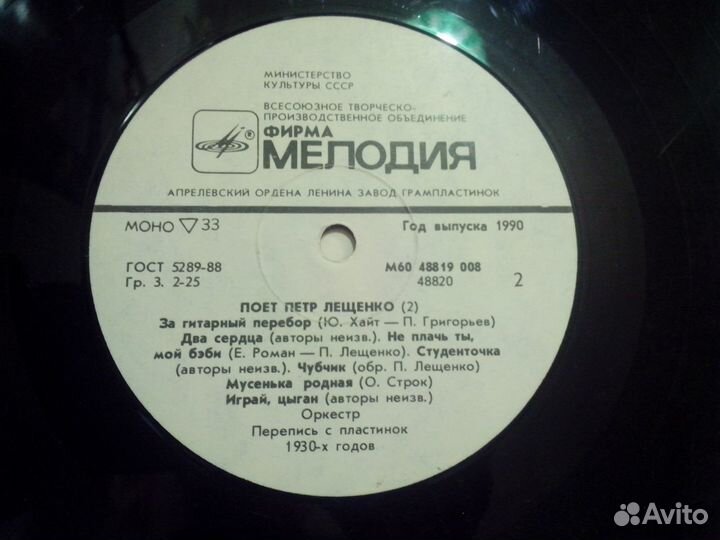 МИНИСТЕРСТВО
КУЛЬТУРЫ СССР
ВСЕСОЮЗНОЕ ТВОРЧЕСКО-
ПРОИЗВОДСТВЕННОЕ ОБЪЕДИНЕНИЕ
®
ФИРМА
МЕЛОДИЯ
АПРЕЛЕВСКИЙ ОРДЕНА ЛЕНИНА ЗАВОД ГРАМПЛАСТИНОК
МОНО ▽ 33 Год выпуска 1990
ГОСТ 5289-88 М60 48819 008
Гр. 3. 2-25 48820 2
ПОЕТ ПЕТР ЛЕЩЕНКО (2)
За гитарный перебор (Ю. Хайт — П. Григорьев)
Два сердца (авторы неизв.). Не плачь ты,
мой бэби (Е. Роман — П. Лещенко). Студенточка
(авторы неизв.). Чубчик (обр. П. Лещенко)
Мусенька родная (О. Строк)
Играй, цыган (авторы неизв.)
Оркестр
Перепись с пластинок
1930-х годов
Avito